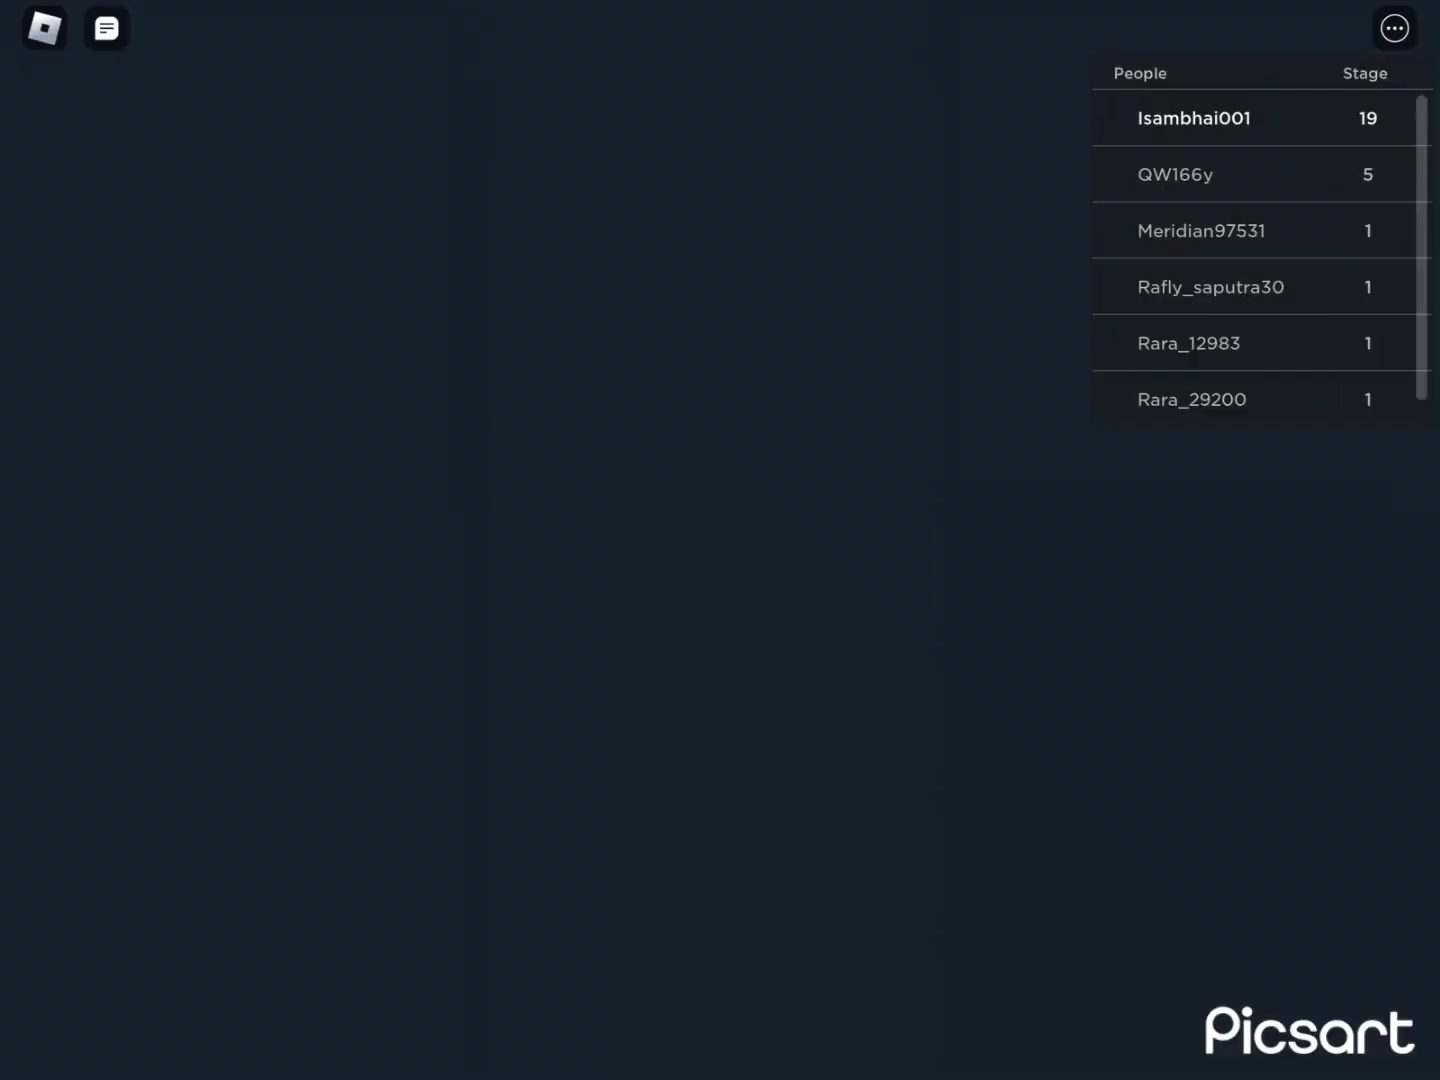 People Stage
Isambhai001 19
QW166y 5
Meridian97531 1
Rafly_saputra30 1
Rara_12983 1
Rara_29200 1
Picsart